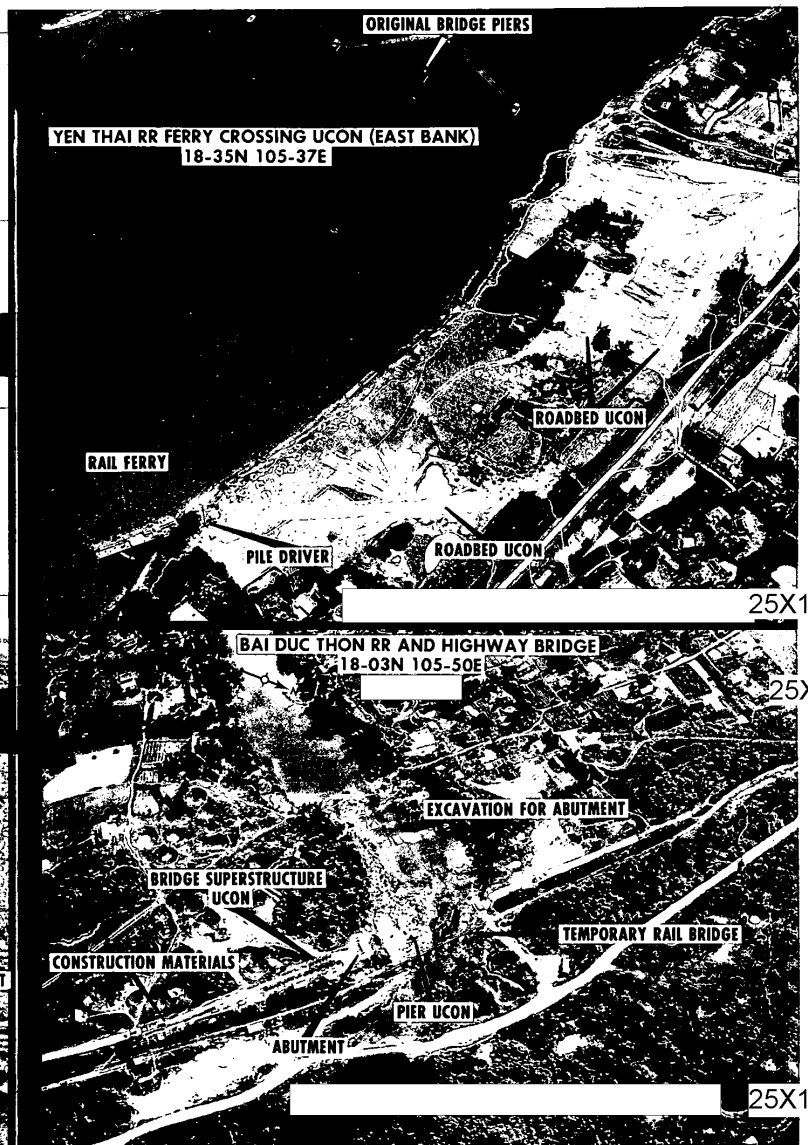 ORIGINAL BRIDGE PIERS
YEN THAI RR FERRY CROSSING UCON (EAST BANK)
18-35N 105-37E
ROADBED UCON
RAIL FERRY
PILE DRIVER
ROADBED UCON
25X1
BAI DUC THON RR AND HIGHWAY BRIDGE
18-03N 105-50E
25X
EXCAVATION FOR ABUTMENT
BRIDGE SUPERSTRUCTURE
UCON
TEMPORARY RAIL BRIDGE
CONSTRUCTION MATERIALS
PIER UCON
ABUTMENT
25X1